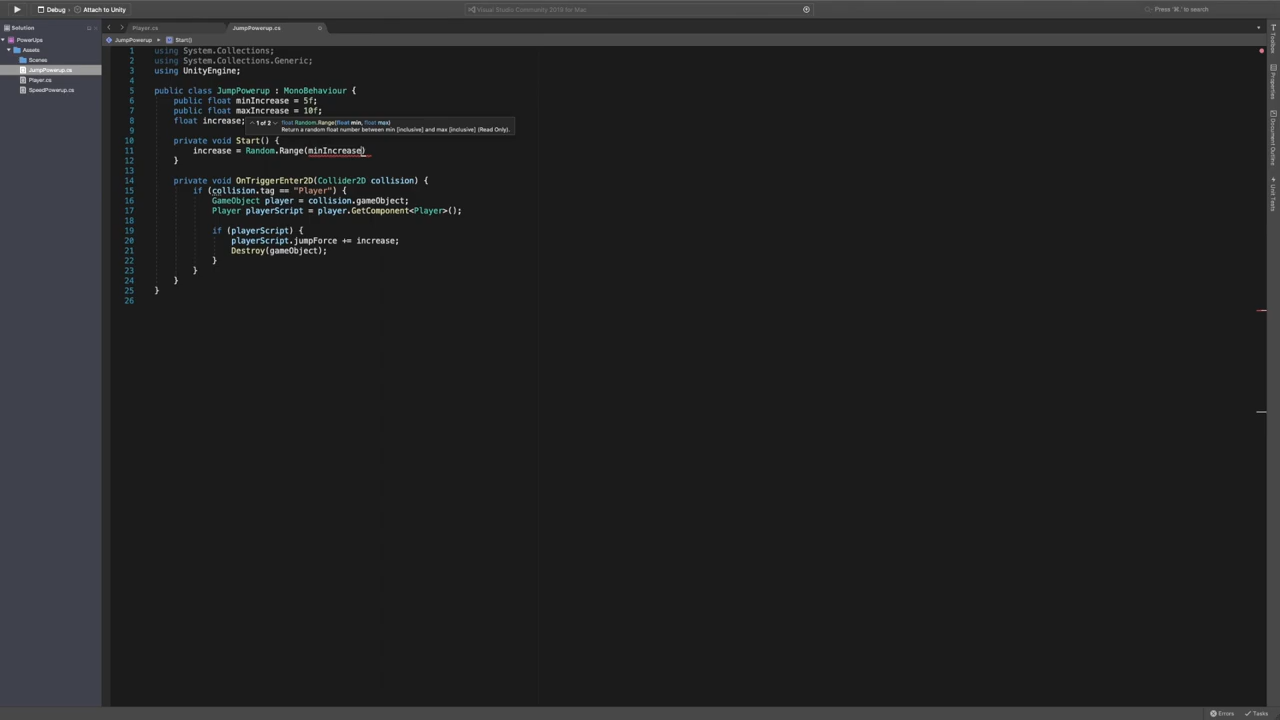 Debug
Attach to Unity
Visual Studio Community 2019 for Mac
Press '⌘.' to search
Solution
Player.cs
JumpPowerup.cs
PowerUps
Assets
Scenes
JumpPowerup.cs
Player.cs
SpeedPowerup.cs
JumpPowerup
Start()
1 using System.Collections;
2 using System.Collections.Generic;
3 using UnityEngine;
4
5 public class JumpPowerup : MonoBehaviour {
6 public float minIncrease = 5f;
7 public float maxIncrease = 10f;
8 float increase;
1 of 2 float Random.Range(float min, float max)
Return a random float number between min [inclusive] and max [inclusive] (Read Only).
9
10 private void Start() {
11 increase = Random.Range(minIncrease)
12 }
13
14 private void OnTriggerEnter2D(Collider2D collision) {
15 if (collision.tag == "Player") {
16 GameObject player = collision.gameObject;
17 Player playerScript = player.GetComponent<Player>();
18
19 if (playerScript) {
20 playerScript.jumpForce += increase;
21 Destroy(gameObject);
22 }
23 }
24 }
25 }
26
Toolbox
Properties
Unit Tests
Errors
Tasks